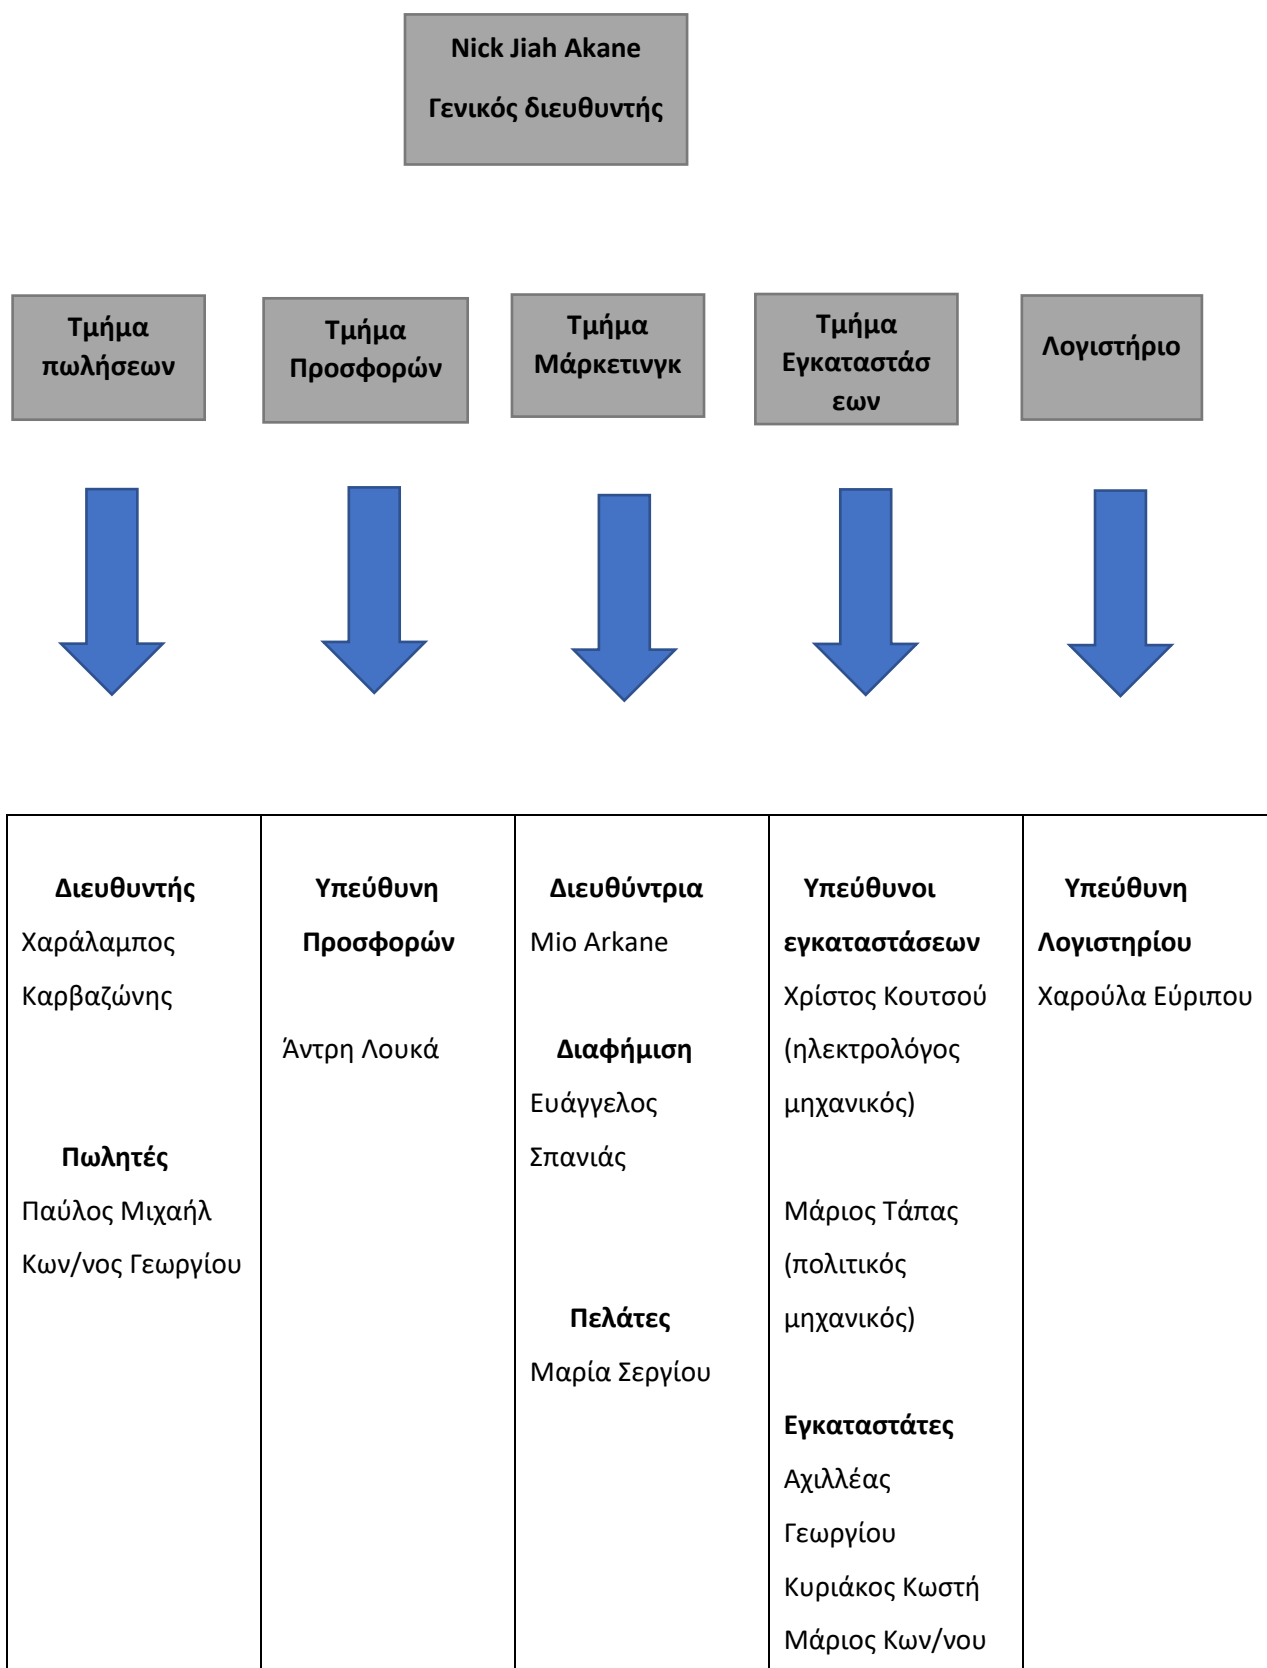 Nick Jiah Akane
Γενικός διευθυντής
Τμήμα
πωλήσεων
Τμήμα
Προσφορών
Τμήμα
Μάρκετινγκ
Τμήμα
Εγκαταστάσ
εων
Λογιστήριο
Διευθυντής
Χαράλαμπος
Καρβαζώνης
Πωλητές
Παύλος Μιχαήλ
Κων/νος Γεωργίου
Υπεύθυνη
Προσφορών
Άντρη Λουκά
Διευθύντρια
Mio Arkane
Διαφήμιση
Ευάγγελος
Σπανιάς
Πελάτες
Μαρία Σεργίου
Υπεύθυνοι
εγκαταστάσεων
Χρίστος Κουτσού
(ηλεκτρολόγος
μηχανικός)
Μάριος Τάπας
(πολιτικός
μηχανικός)
Εγκαταστάτες
Αχιλλέας
Γεωργίου
Κυριάκος Κωστή
Μάριος Κων/νου
Υπεύθυνη
Λογιστηρίου
Χαρούλα Εύριπου